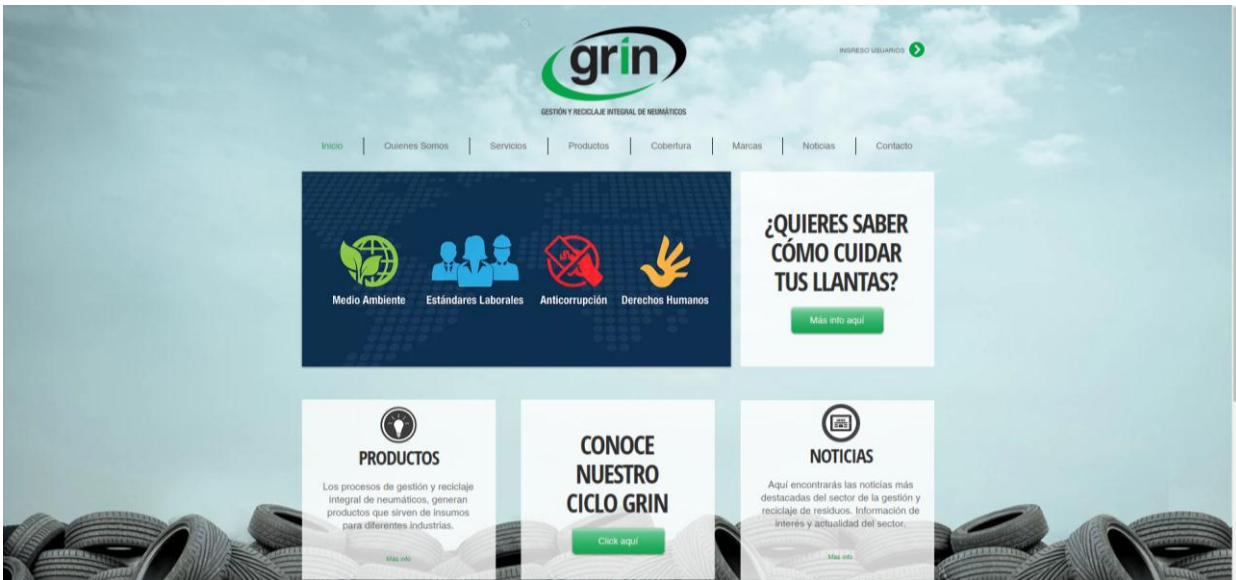 grin
GESTIÓN Y RECICLAJE INTEGRAL DE NEUMÁTICOS
INGRESO USUARIOS
Inicio
Quienes Somos
Servicios
Productos
Cobertura
Marcas
Noticias
Contacto
Medio Ambiente
Estándares Laborales
Anticorrupción
Derechos Humanos
¿QUIERES SABER
CÓMO CUIDAR
TUS LLANTAS?
Más info aquí
PRODUCTOS
Los procesos de gestión y reciclaje
integral de neumáticos, generan
productos que sirven de insumos
para diferentes industrias.
Más info
CONOCE
NUESTRO
CICLO GRIN
Click aquí
NOTICIAS
Aquí encontrarás las noticias más
destacadas del sector de la gestión y
reciclaje de residuos. Información de
interés y actualidad del sector.
Más info